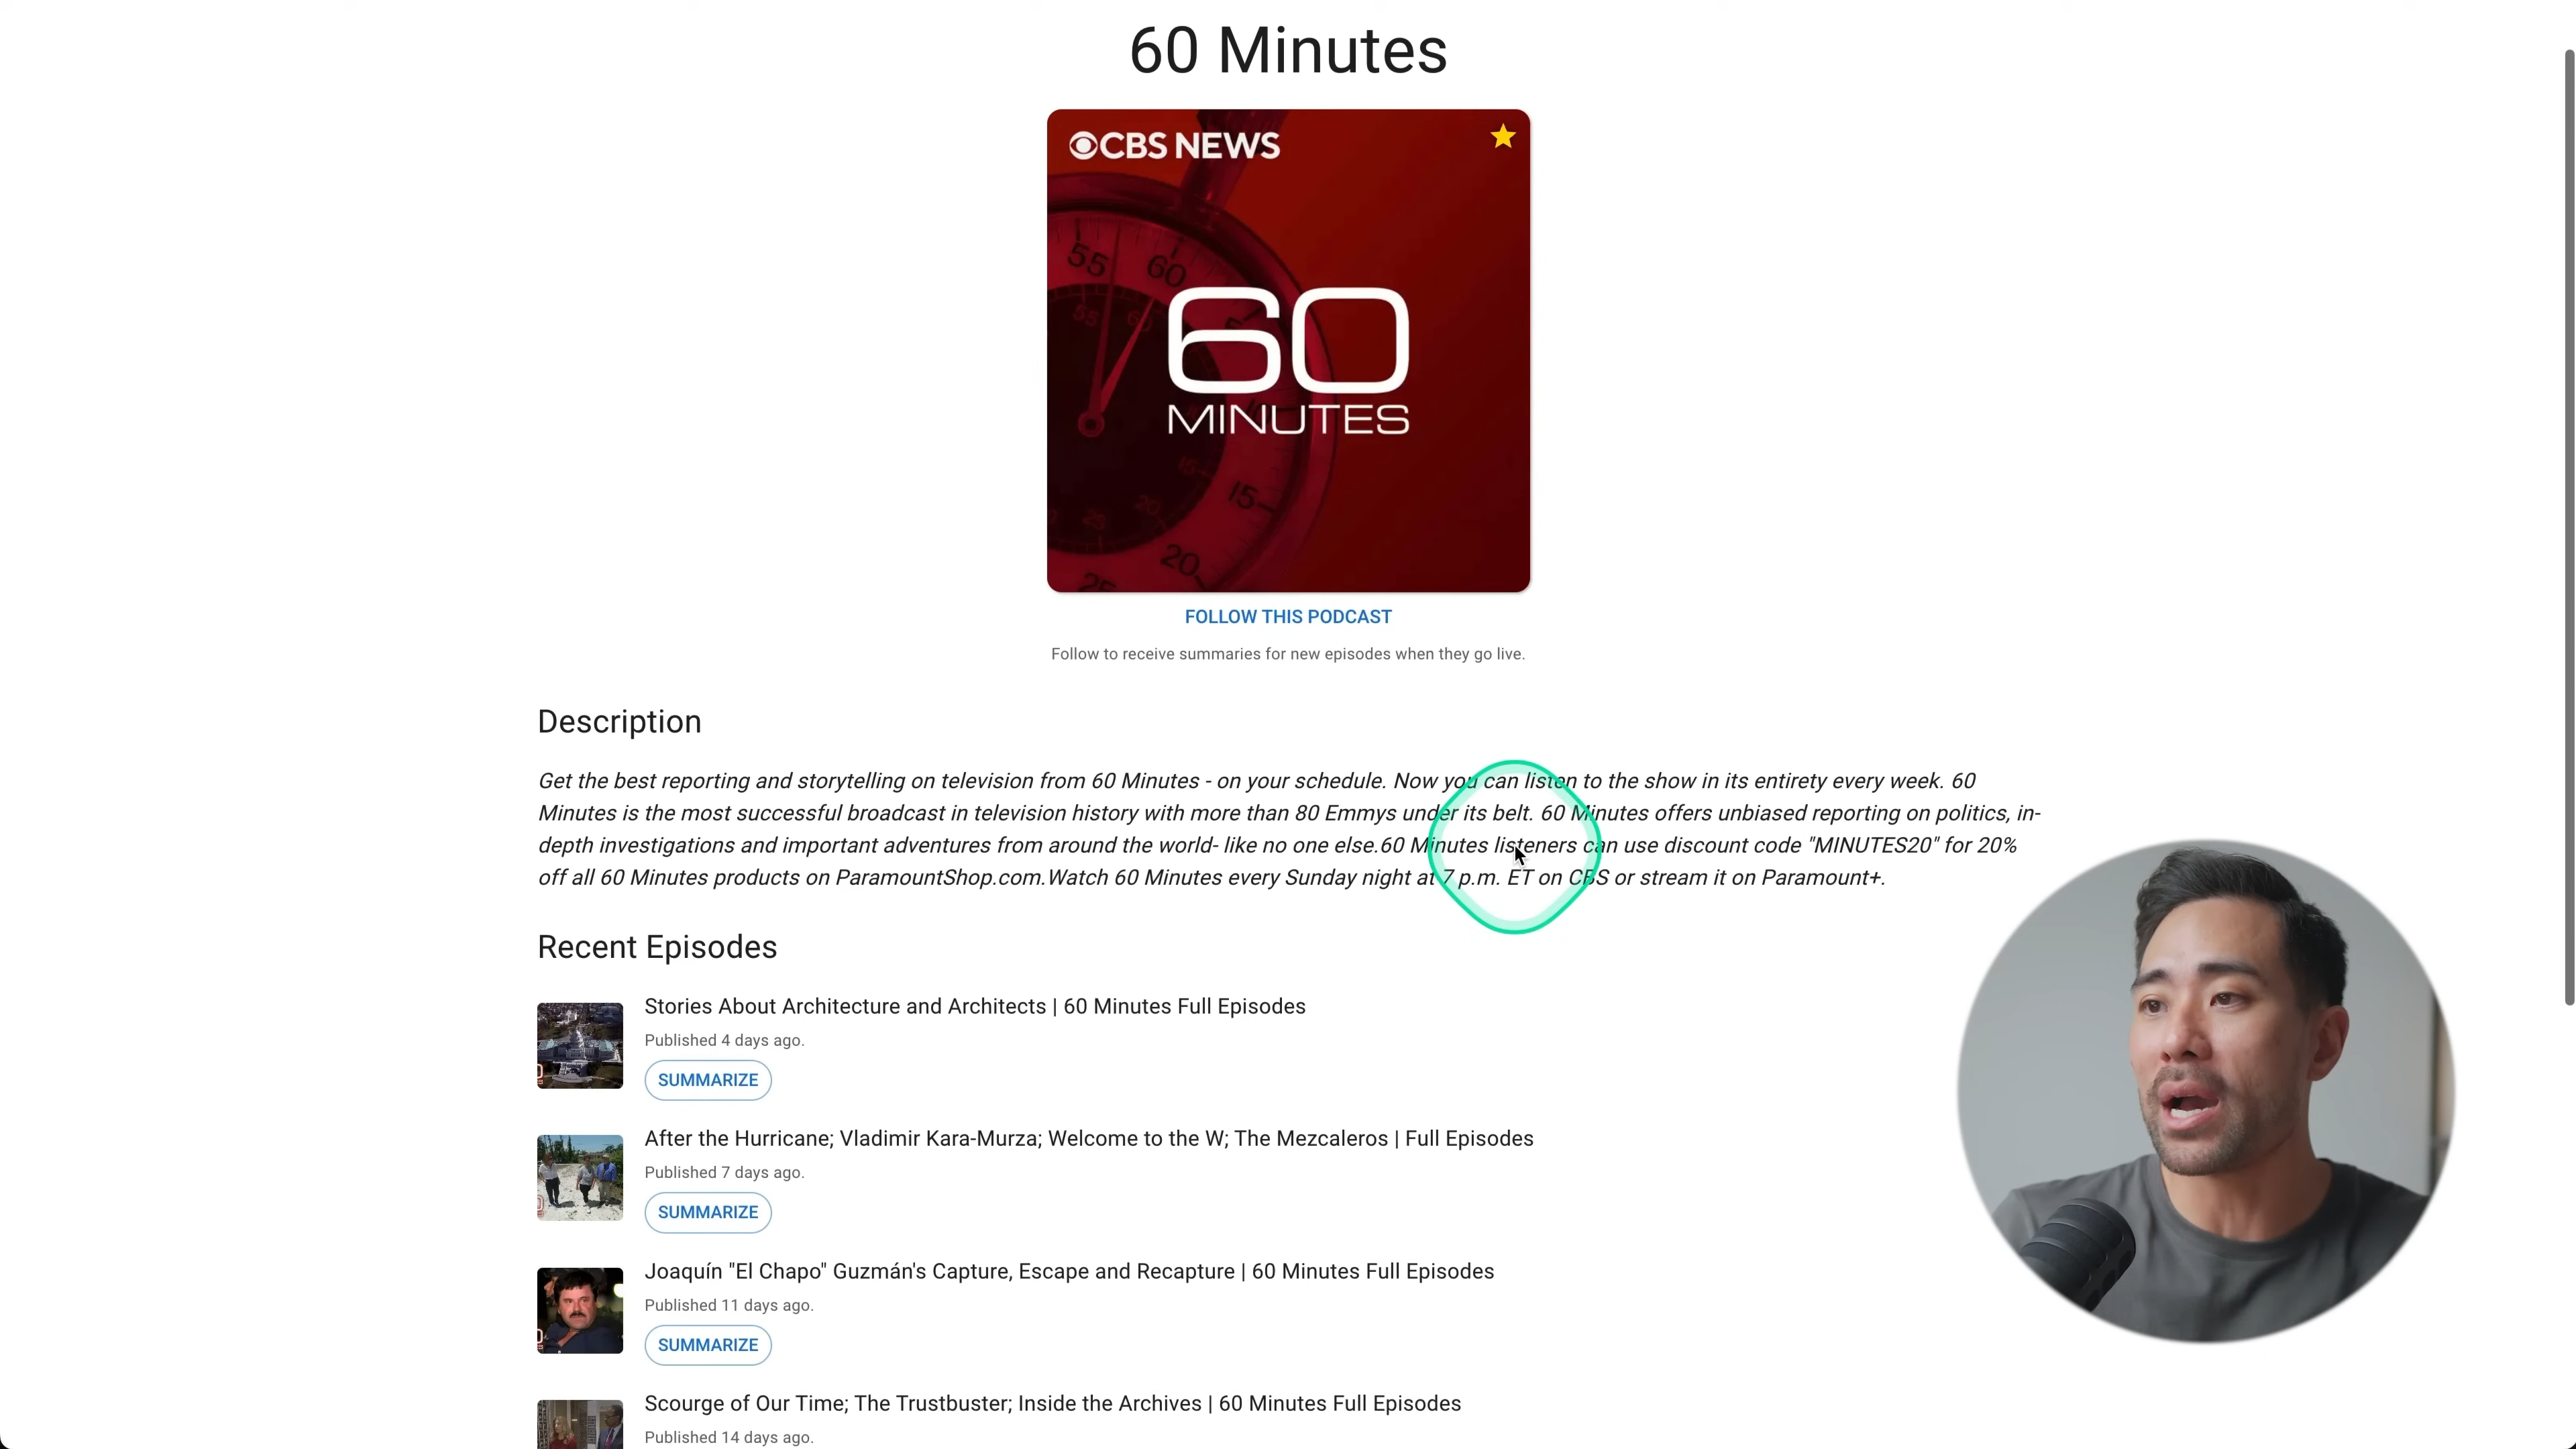 60 Minutes
CBS NEWS
55
60
55
60
60
MINUTES
15
15
20
20
25
25
FOLLOW THIS PODCAST
Follow to receive summaries for new episodes when they go live.
Description
Get the best reporting and storytelling on television from 60 Minutes - on your schedule. Now you can listen to the show in its entirety every week. 60
Minutes is the most successful broadcast in television history with more than 80 Emmys under its belt. 60 Minutes offers unbiased reporting on politics, in-
depth investigations and important adventures from around the world- like no one else.60 Minutes listeners can use discount code "MINUTES20" for 20%
off all 60 Minutes products on ParamountShop.com.Watch 60 Minutes every Sunday night at 7 p.m. ET on CBS or stream it on Paramount+.
Recent Episodes
Stories About Architecture and Architects | 60 Minutes Full Episodes
Published 4 days ago.
SUMMARIZE
After the Hurricane; Vladimir Kara-Murza; Welcome to the W; The Mezcaleros | Full Episodes
Published 7 days ago.
SUMMARIZE
Joaquín "El Chapo" Guzmán's Capture, Escape and Recapture | 60 Minutes Full Episodes
Published 11 days ago.
SUMMARIZE
Scourge of Our Time; The Trustbuster; Inside the Archives | 60 Minutes Full Episodes
Published 14 days ago.